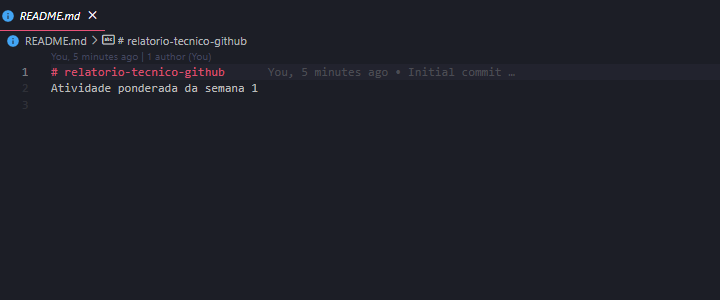 README.md
README.md > # relatorio-tecnico-github
You, 5 minutes ago | 1 author (You)
1 # relatorio-tecnico-github You, 5 minutes ago • Initial commit …
2 Atividade ponderada da semana 1
3